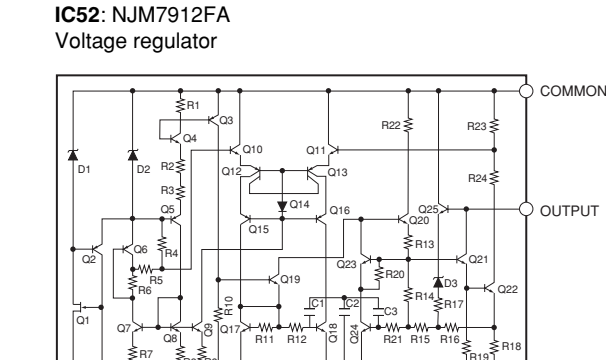 IC52: NJM7912FA
Voltage regulator
COMMON
R1
Q3
Q4
R22
R23
D1
D2
R2
Q10
Q11
R3
Q12
Q13
R24
Q5
Q14
Q16
Q25
OUTPUT
Q15
Q20
Q2
Q6
R4
R13
R5
Q23
Q21
R6
Q19
R20
D3
Q22
R10
R14
R17
Q1
C1
C2
C3
Q7
Q8
Q9
Q17
R11
R12
Q18
Q24
R21
R15
R16
R18
R7
R19